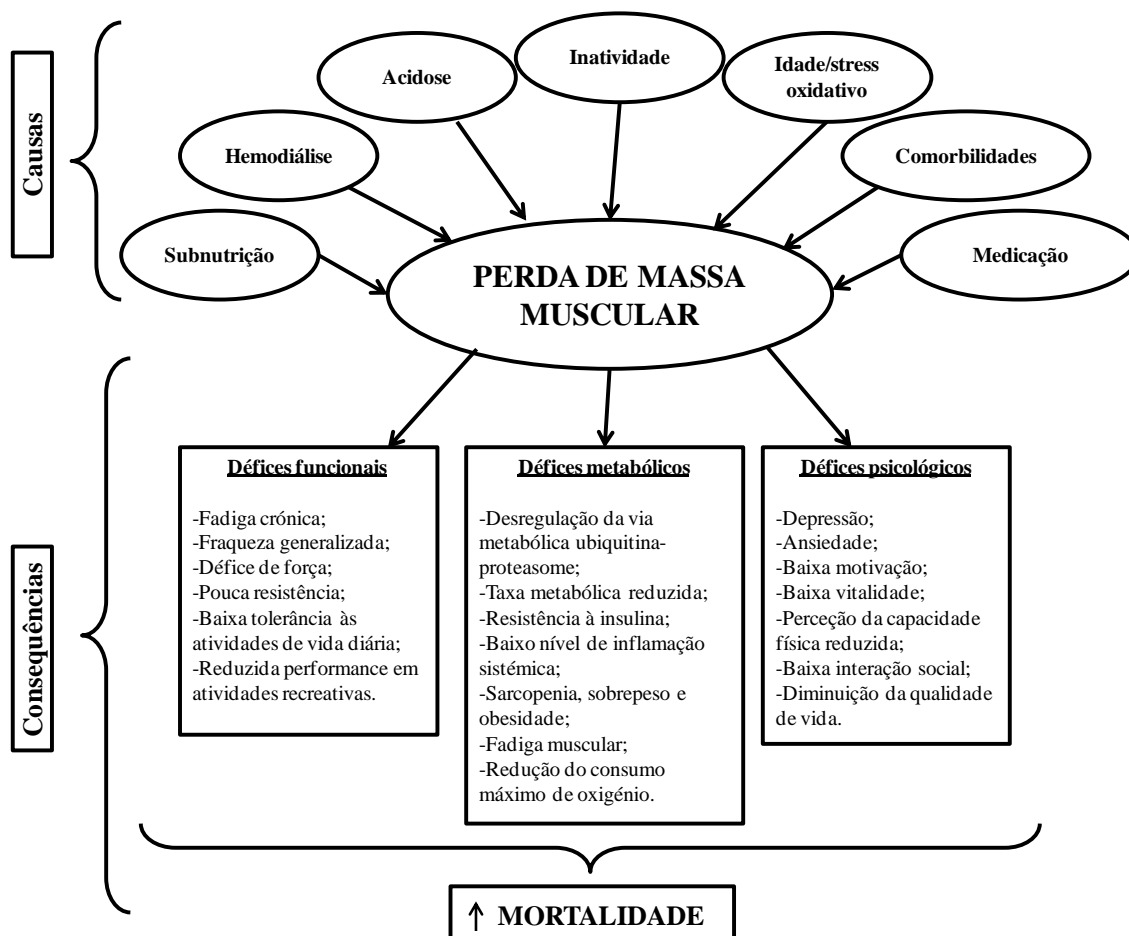 Causas
Inatividade
Acidose
Idade/stress
oxidativo
Hemodiálise
Comorbilidades
Subnutrição
Medicação
PERDA DE MASSA
MUSCULAR
Consequências
Défices funcionais
-Fadiga crónica;
-Fraqueza generalizada;
-Défice de força;
-Pouca resistência;
-Baixa tolerância às
atividades de vida diária;
-Reduzida performance em
atividades recreativas.
Défices metabólicos
-Desregulação da via
metabólica ubiquitina-
proteasome;
-Taxa metabólica reduzida;
-Resistência à insulina;
-Baixo nível de inflamação
sistémica;
-Sarcopenia, sobrepeso e
obesidade;
-Fadiga muscular;
-Redução do consumo
máximo de oxigénio.
Défices psicológicos
-Depressão;
-Ansiedade;
-Baixa motivação;
-Baixa vitalidade;
-Perceção da capacidade
física reduzida;
-Baixa interação social;
-Diminuição da qualidade
de vida.
↑ MORTALIDADE